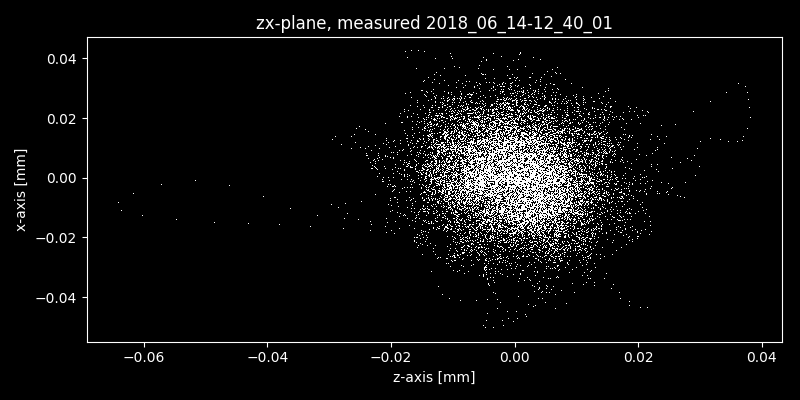 zx-plane, measured 2018_06_14-12_40_01
0.04
0.02
0.00
−0.02
−0.04
x-axis [mm]
−0.06 −0.04 −0.02 0.00 0.02 0.04
z-axis [mm]